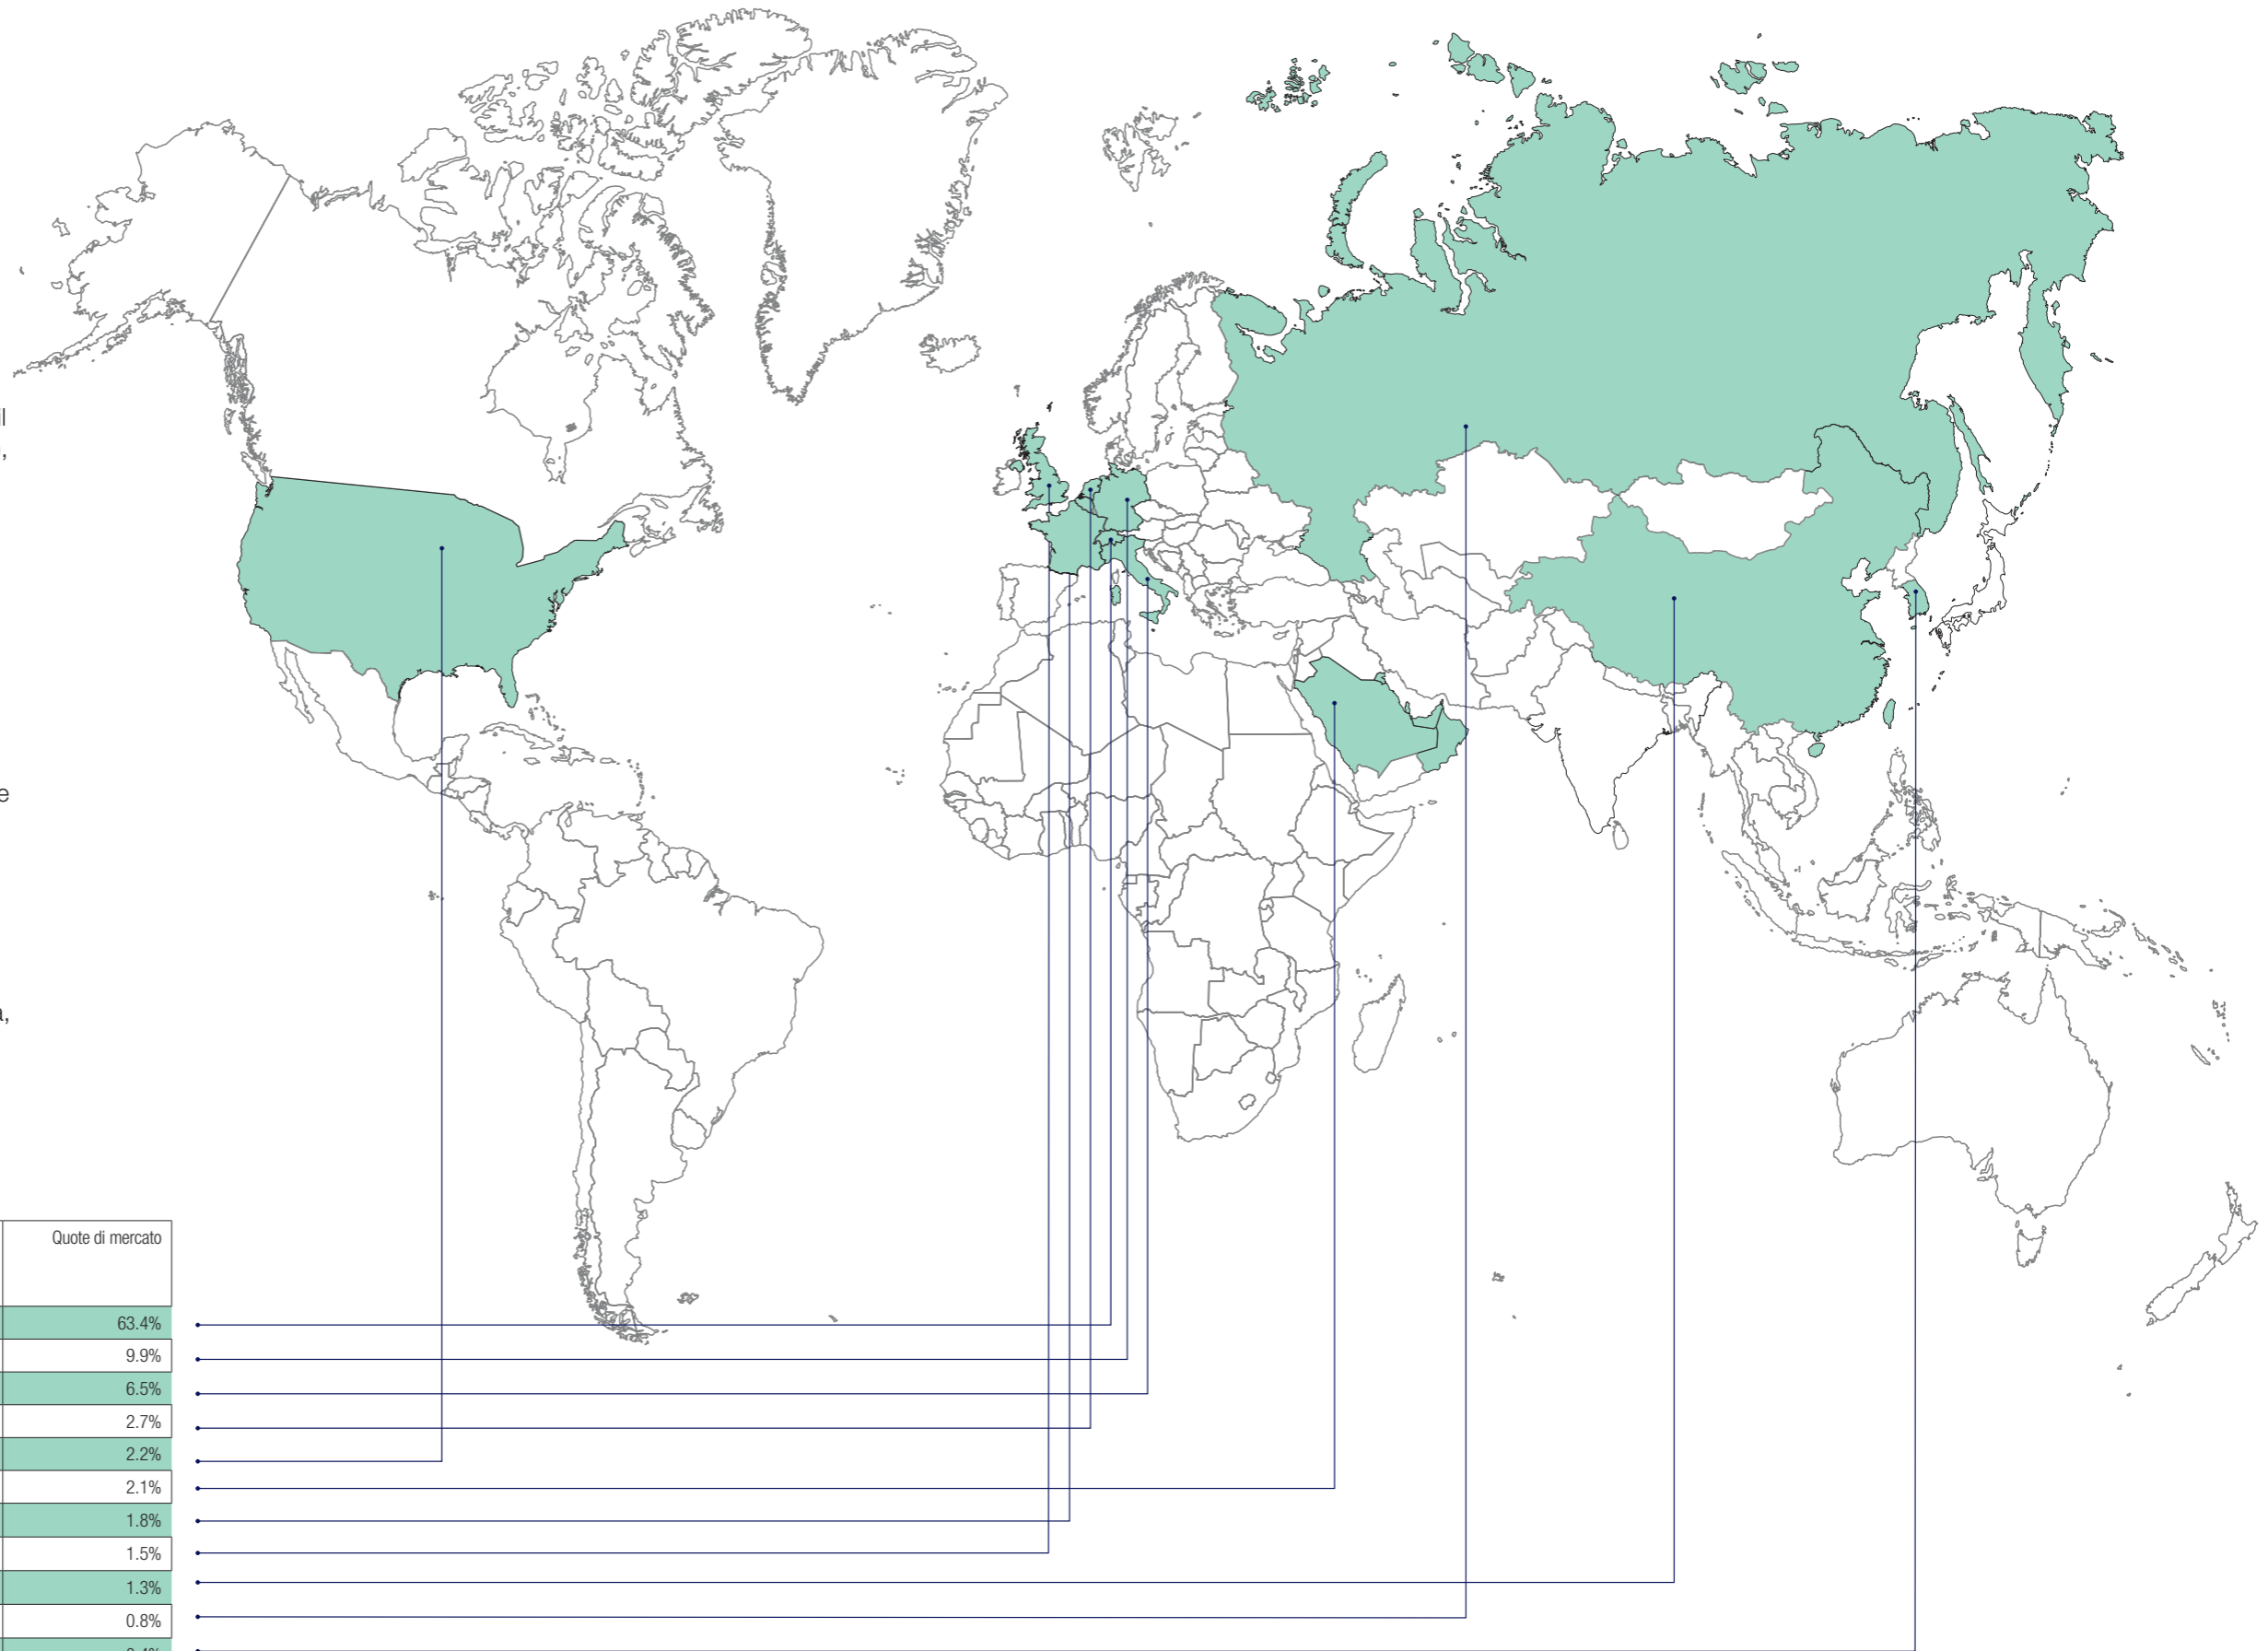 il
,
e
a,
Quote di mercato
63.4%
9.9%
6.5%
2.7%
2.2%
2.1%
1.8%
1.5%
1.3%
0.8%